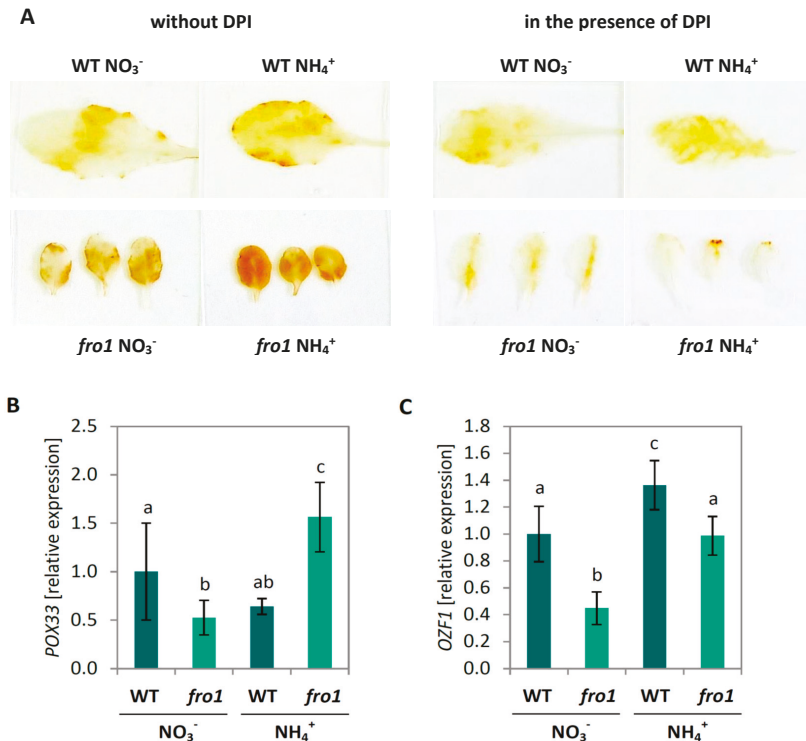 A
without DPI
in the presence of DPI
WT NO₃⁻
WT NH₄⁺
WT NO₃⁻
WT NH₄⁺
fro1 NO₃⁻
fro1 NH₄⁺
fro1 NO₃⁻
fro1 NH₄⁺
B
POX33 [relative expression]
2.5
2.0
1.5
1.0
0.5
0.0
a
b
ab
c
WT
fro1
WT
fro1
NO₃⁻
NH₄⁺
C
OZF1 [relative expression]
1.8
1.6
1.4
1.2
1.0
0.8
0.6
0.4
0.2
0.0
a
b
c
a
WT
fro1
WT
fro1
NO₃⁻
NH₄⁺